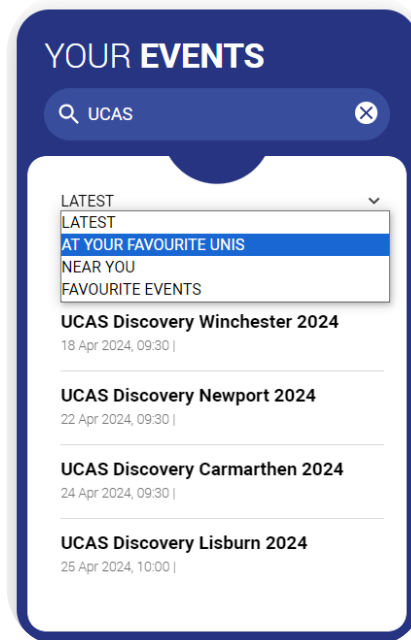 YOUR EVENTS
UCAS
LATEST
LATEST
AT YOUR FAVOURITE UNIS
NEAR YOU
FAVOURITE EVENTS
UCAS Discovery Winchester 2024
18 Apr 2024, 09:30 |
UCAS Discovery Newport 2024
22 Apr 2024, 09:30 |
UCAS Discovery Carmarthen 2024
24 Apr 2024, 09:30 |
UCAS Discovery Lisburn 2024
25 Apr 2024, 10:00 |